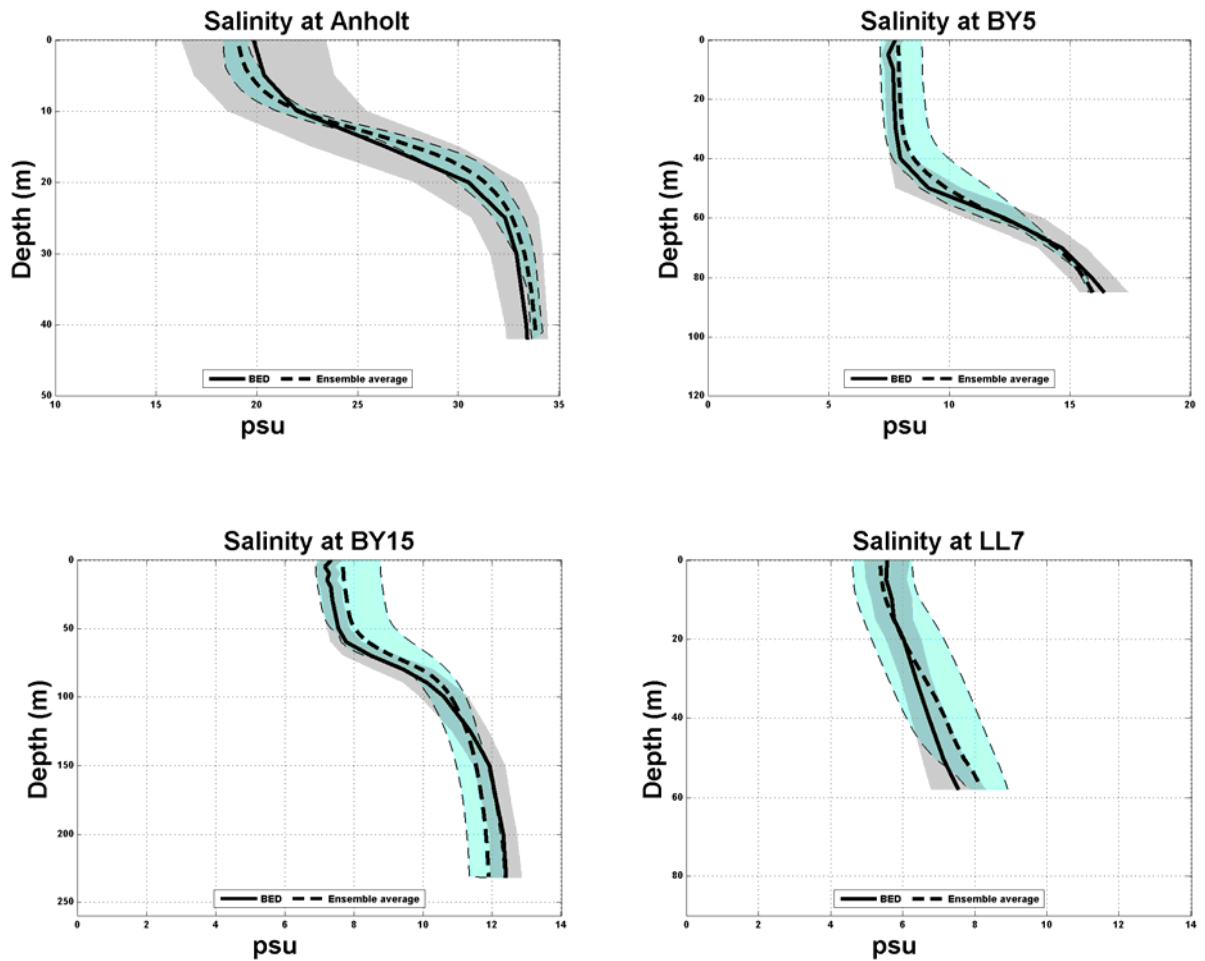 Salinity at Anholt
0
10
20
30
40
50
Depth (m)
BED Ensemble average
10 15 20 25 30 35
psu
Salinity at BY5
0
20
40
60
80
100
120
Depth (m)
BED Ensemble average
0 5 10 15 20
psu
Salinity at BY15
0
50
100
150
200
250
Depth (m)
BED Ensemble average
0 2 4 6 8 10 12 14
psu
Salinity at LL7
0
20
40
60
80
Depth (m)
BED Ensemble average
0 2 4 6 8 10 12 14
psu